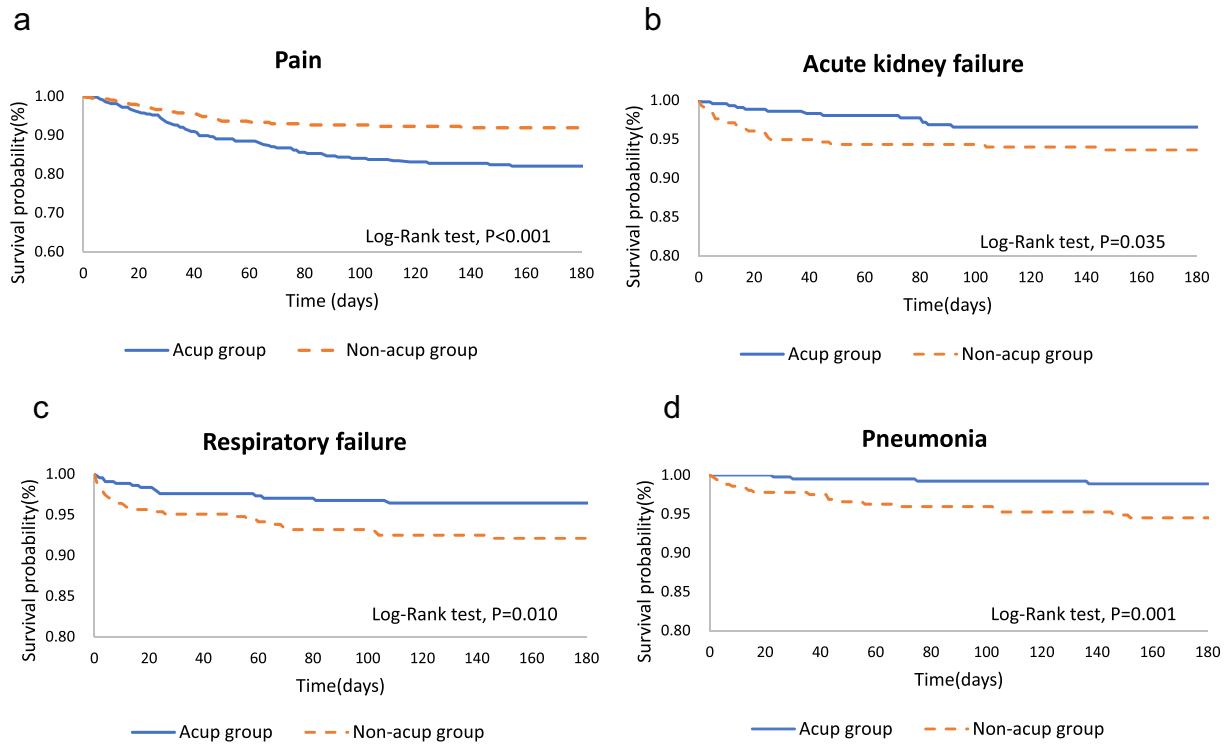 a
Pain
Survival probability(%)
1.00
0.90
0.80
0.70
0.60
Log-Rank test, P<0.001
0 20 40 60 80 100 120 140 160 180
Time (days)
Acup group Non-acup group
b
Acute kidney failure
Survival probability(%)
1.00
0.95
0.90
0.85
0.80
Log-Rank test, P=0.035
0 20 40 60 80 100 120 140 160 180
Time(days)
Acup group Non-acup group
c
Respiratory failure
Survival probability(%)
1.00
0.95
0.90
0.85
0.80
Log-Rank test, P=0.010
0 20 40 60 80 100 120 140 160 180
Time(days)
Acup group Non-acup group
d
Pneumonia
Survival probability(%)
1.00
0.95
0.90
0.85
0.80
Log-Rank test, P=0.001
0 20 40 60 80 100 120 140 160 180
Time(days)
Acup group Non-acup group